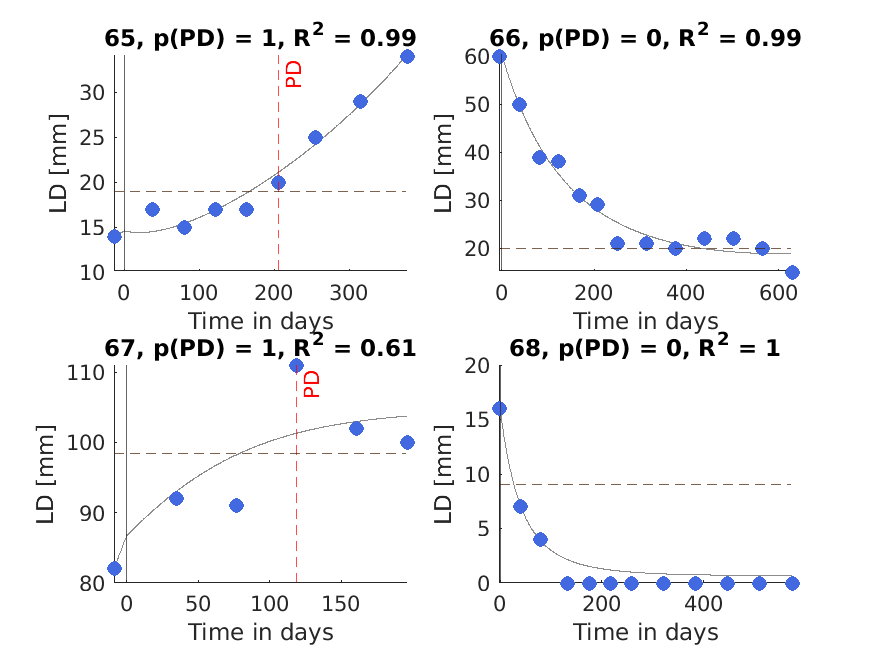 65, p(PD) = 1, R2 = 0.99
LD [mm]
30
25
20
15
10
PD
0
100
200
300
Time in days
66, p(PD) = 0, R2 = 0.99
LD [mm]
60
50
40
30
20
0
200
400
600
Time in days
67, p(PD) = 1, R2 = 0.61
LD [mm]
110
100
90
80
PD
0
50
100
150
Time in days
68, p(PD) = 0, R2 = 1
LD [mm]
20
15
10
5
0
0
200
400
Time in days